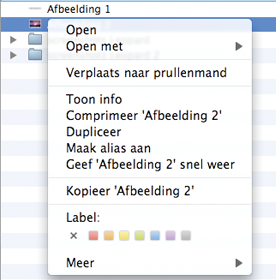 Afbeelding 1
Open
Open met
Verplaats naar prullenmand
Toon info
Comprimeer 'Afbeelding 2'
Dupliceer
Maak alias aan
Geef 'Afbeelding 2' snel weer
Kopieer 'Afbeelding 2'
Label:
×
Meer